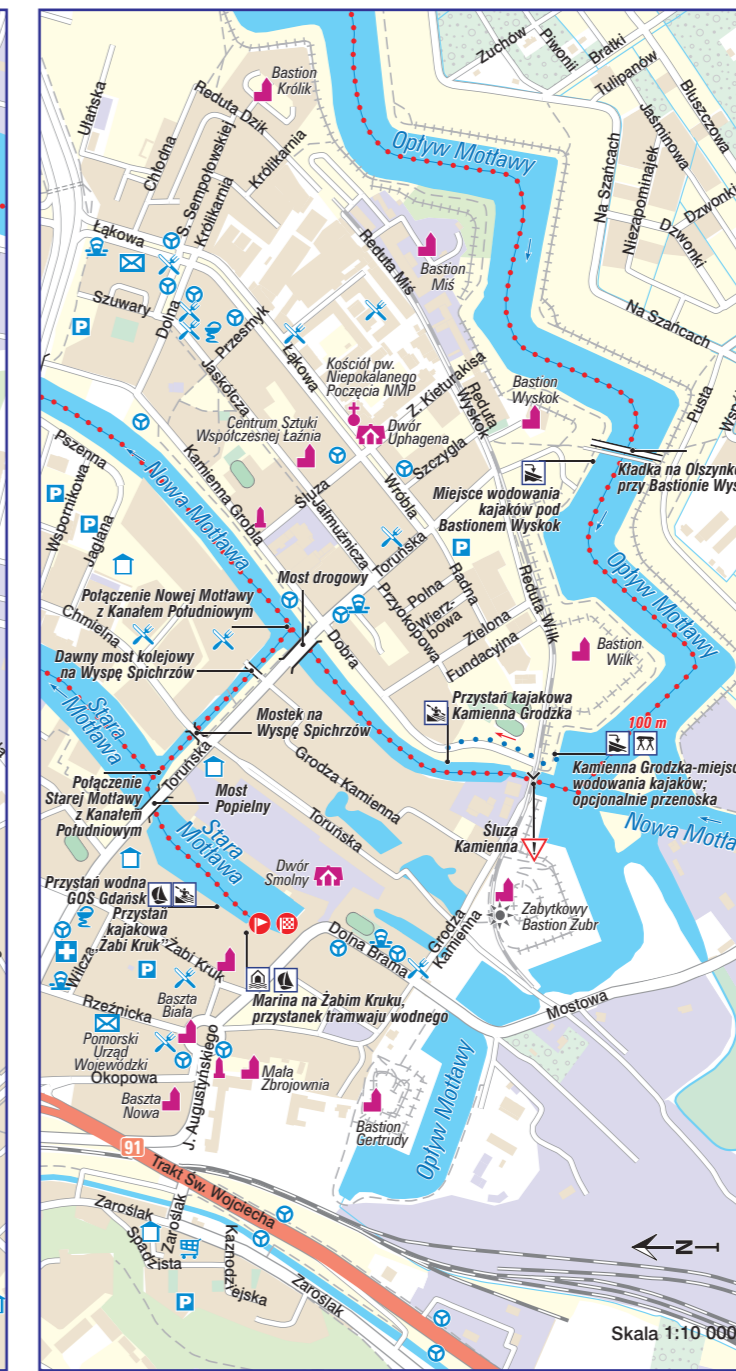 Zuchów
Piwonii
Bratki
Tulipanów
Bluszczowa
Jaśminowa
Niezapominajek
Dzwonki
Dzwonki
Na Szańcach
Na Szańcach
Pusta
Opływ Motławy
Bastion
Królik
Reduta Dzik
Ułańska
Chłodna
S. Sempołowskiej
Królikarnia
Królikarnia
Łąkowa
Szuwary
Dolna
Przesmyk
Jaskółcza
Łąkowa
Reduta Miś
Bastion
Miś
Kościół pw.
Niepokalanego
Poczęcia NMP
Z. Kieturakisa
Reduta
Wyskok
Bastion
Wyskok
Dwór
Uphagena
Centrum Sztuki
Współczesnej Łaźnia
Szczygla
Kładka na Olszynk
przy Bastionie Wys
Miejsce wodowania
kajaków pod
Bastionem Wyskok
Pszenna
Wspornikowa
Jaglana
Nowa Motława
Kamienna Grobla
Śluza
Jałmużnicza
Wróbla
Toruńska
Połączenie Nowej Motławy
z Kanałem Południowym
Most drogowy
Chmielna
Dawny most kolejowy
na Wyspę Spichrzów
Dobra
Polna
Wierz-
bowa
Radna
Przykopowa
Zielona
Fundacyjna
Reduta Wilk
Opływ Motławy
Bastion
Wilk
Przystań kajakowa
Kamienna Grodzka
100 m
Kamienna Grodzka-miejsc
wodowania kajaków;
opcjonalnie przenoska
Stara
Motława
Mostek na
Wyspę Spichrzów
Toruńska
Połączenie
Starej Motławy
z Kanałem
Południowym
Most
Popielny
Grodza Kamienna
Toruńska
Śluza
Kamienna
Nowa Motła
Stara
Motława
Dwór
Smolny
Przystań wodna
GOS Gdańsk
Przystań
kajakowa
"Żabi Kruk"
Żabi Kruk
Wilcza
Dolna Brama
Grodza
Kamienna
Zabytkowy
Bastion Żubr
Marina na Żabim Kruku,
przystanek tramwaju wodnego
Mostowa
Rzeźnicka
Baszta
Biała
Pomorski
Urząd
Wojewódzki
Okopowa
Baszta
Nowa
J. Augustyńskiego
Mała
Zbrojownia
Bastion
Gertrudy
Opływ Motławy
91
Trakt Św. Wojciecha
Zaroślak
Zaroślak
Spadzista
Kaznodziejska
Zaroślak
N
Skala 1:10 000